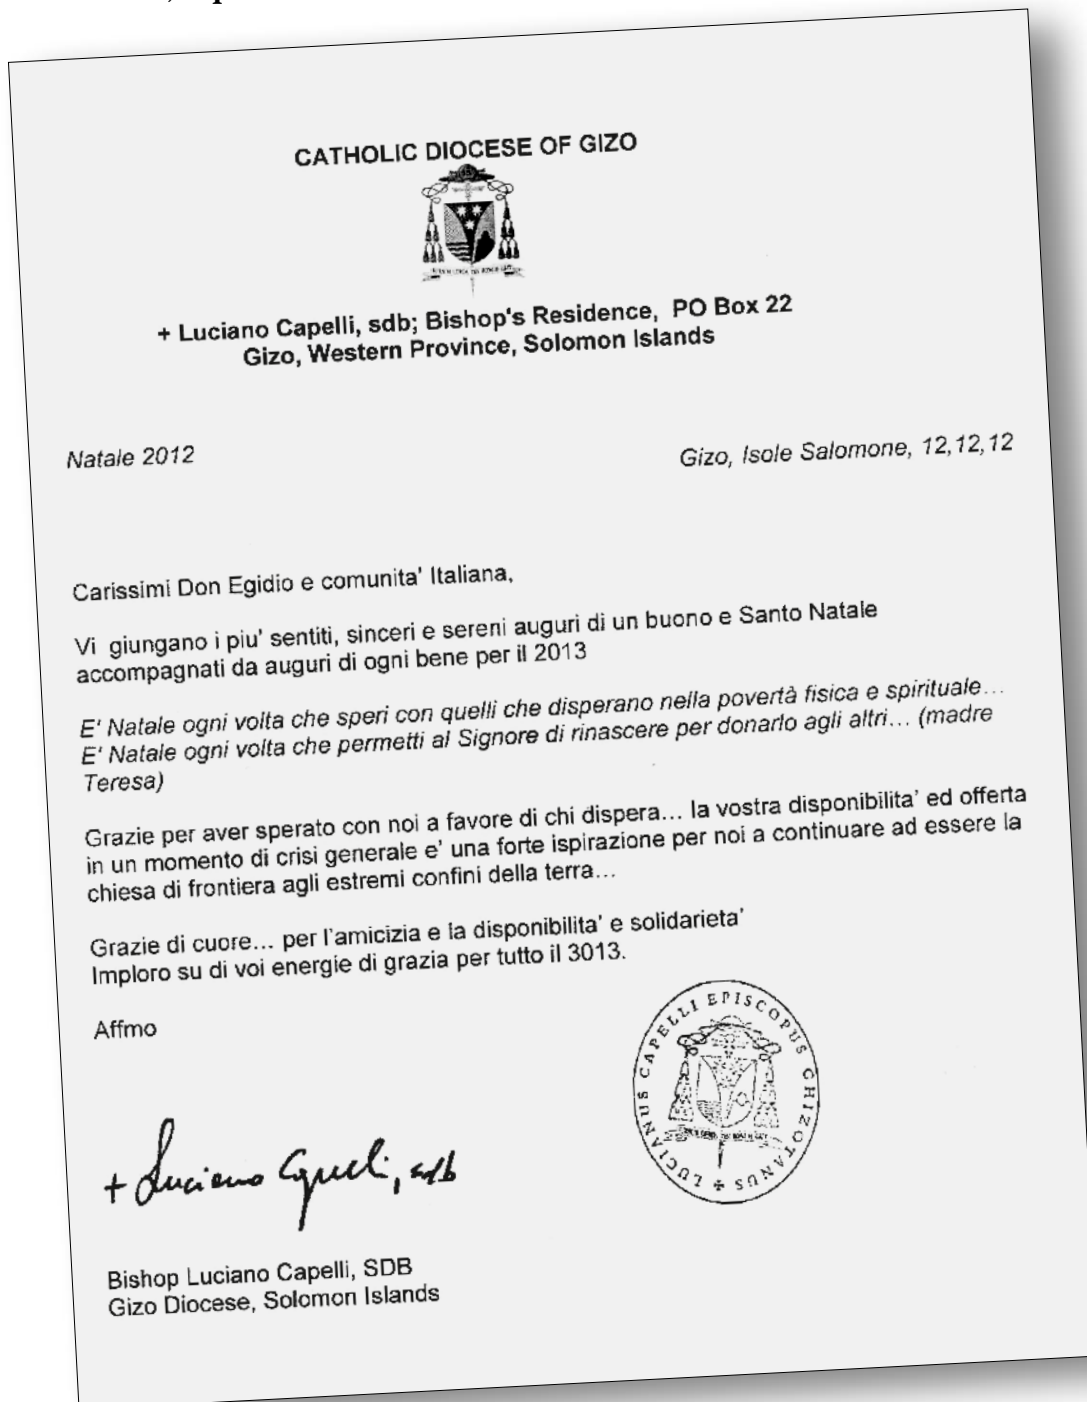 CATHOLIC DIOCESE OF GIZO
+ Luciano Capelli, sdb; Bishop's Residence, PO Box 22
Gizo, Western Province, Solomon Islands
Natale 2012
Gizo, Isole Salomone, 12,12,12
Carissimi Don Egidio e comunita' Italiana,
Vi giungano i piu' sentiti, sinceri e sereni auguri di un buono e Santo Natale
accompagnati da auguri di ogni bene per il 2013
E' Natale ogni volta che speri con quelli che disperano nella povertà fisica e spirituale…
E' Natale ogni volta che permetti al Signore di rinascere per donarlo agli altri… (madre
Teresa)
Grazie per aver sperato con noi a favore di chi dispera… la vostra disponibilita' ed offerta
in un momento di crisi generale e' una forte ispirazione per noi a continuare ad essere la
chiesa di frontiera agli estremi confini della terra…
Grazie di cuore… per l'amicizia e la disponibilita' e solidarieta'
Imploro su di voi energie di grazia per tutto il 3013.
Affmo
LUCIANUS CAPELLI EPISCOPUS GHIZOTANUS
+ Luciano Capelli, sdb
Bishop Luciano Capelli, SDB
Gizo Diocese, Solomon Islands